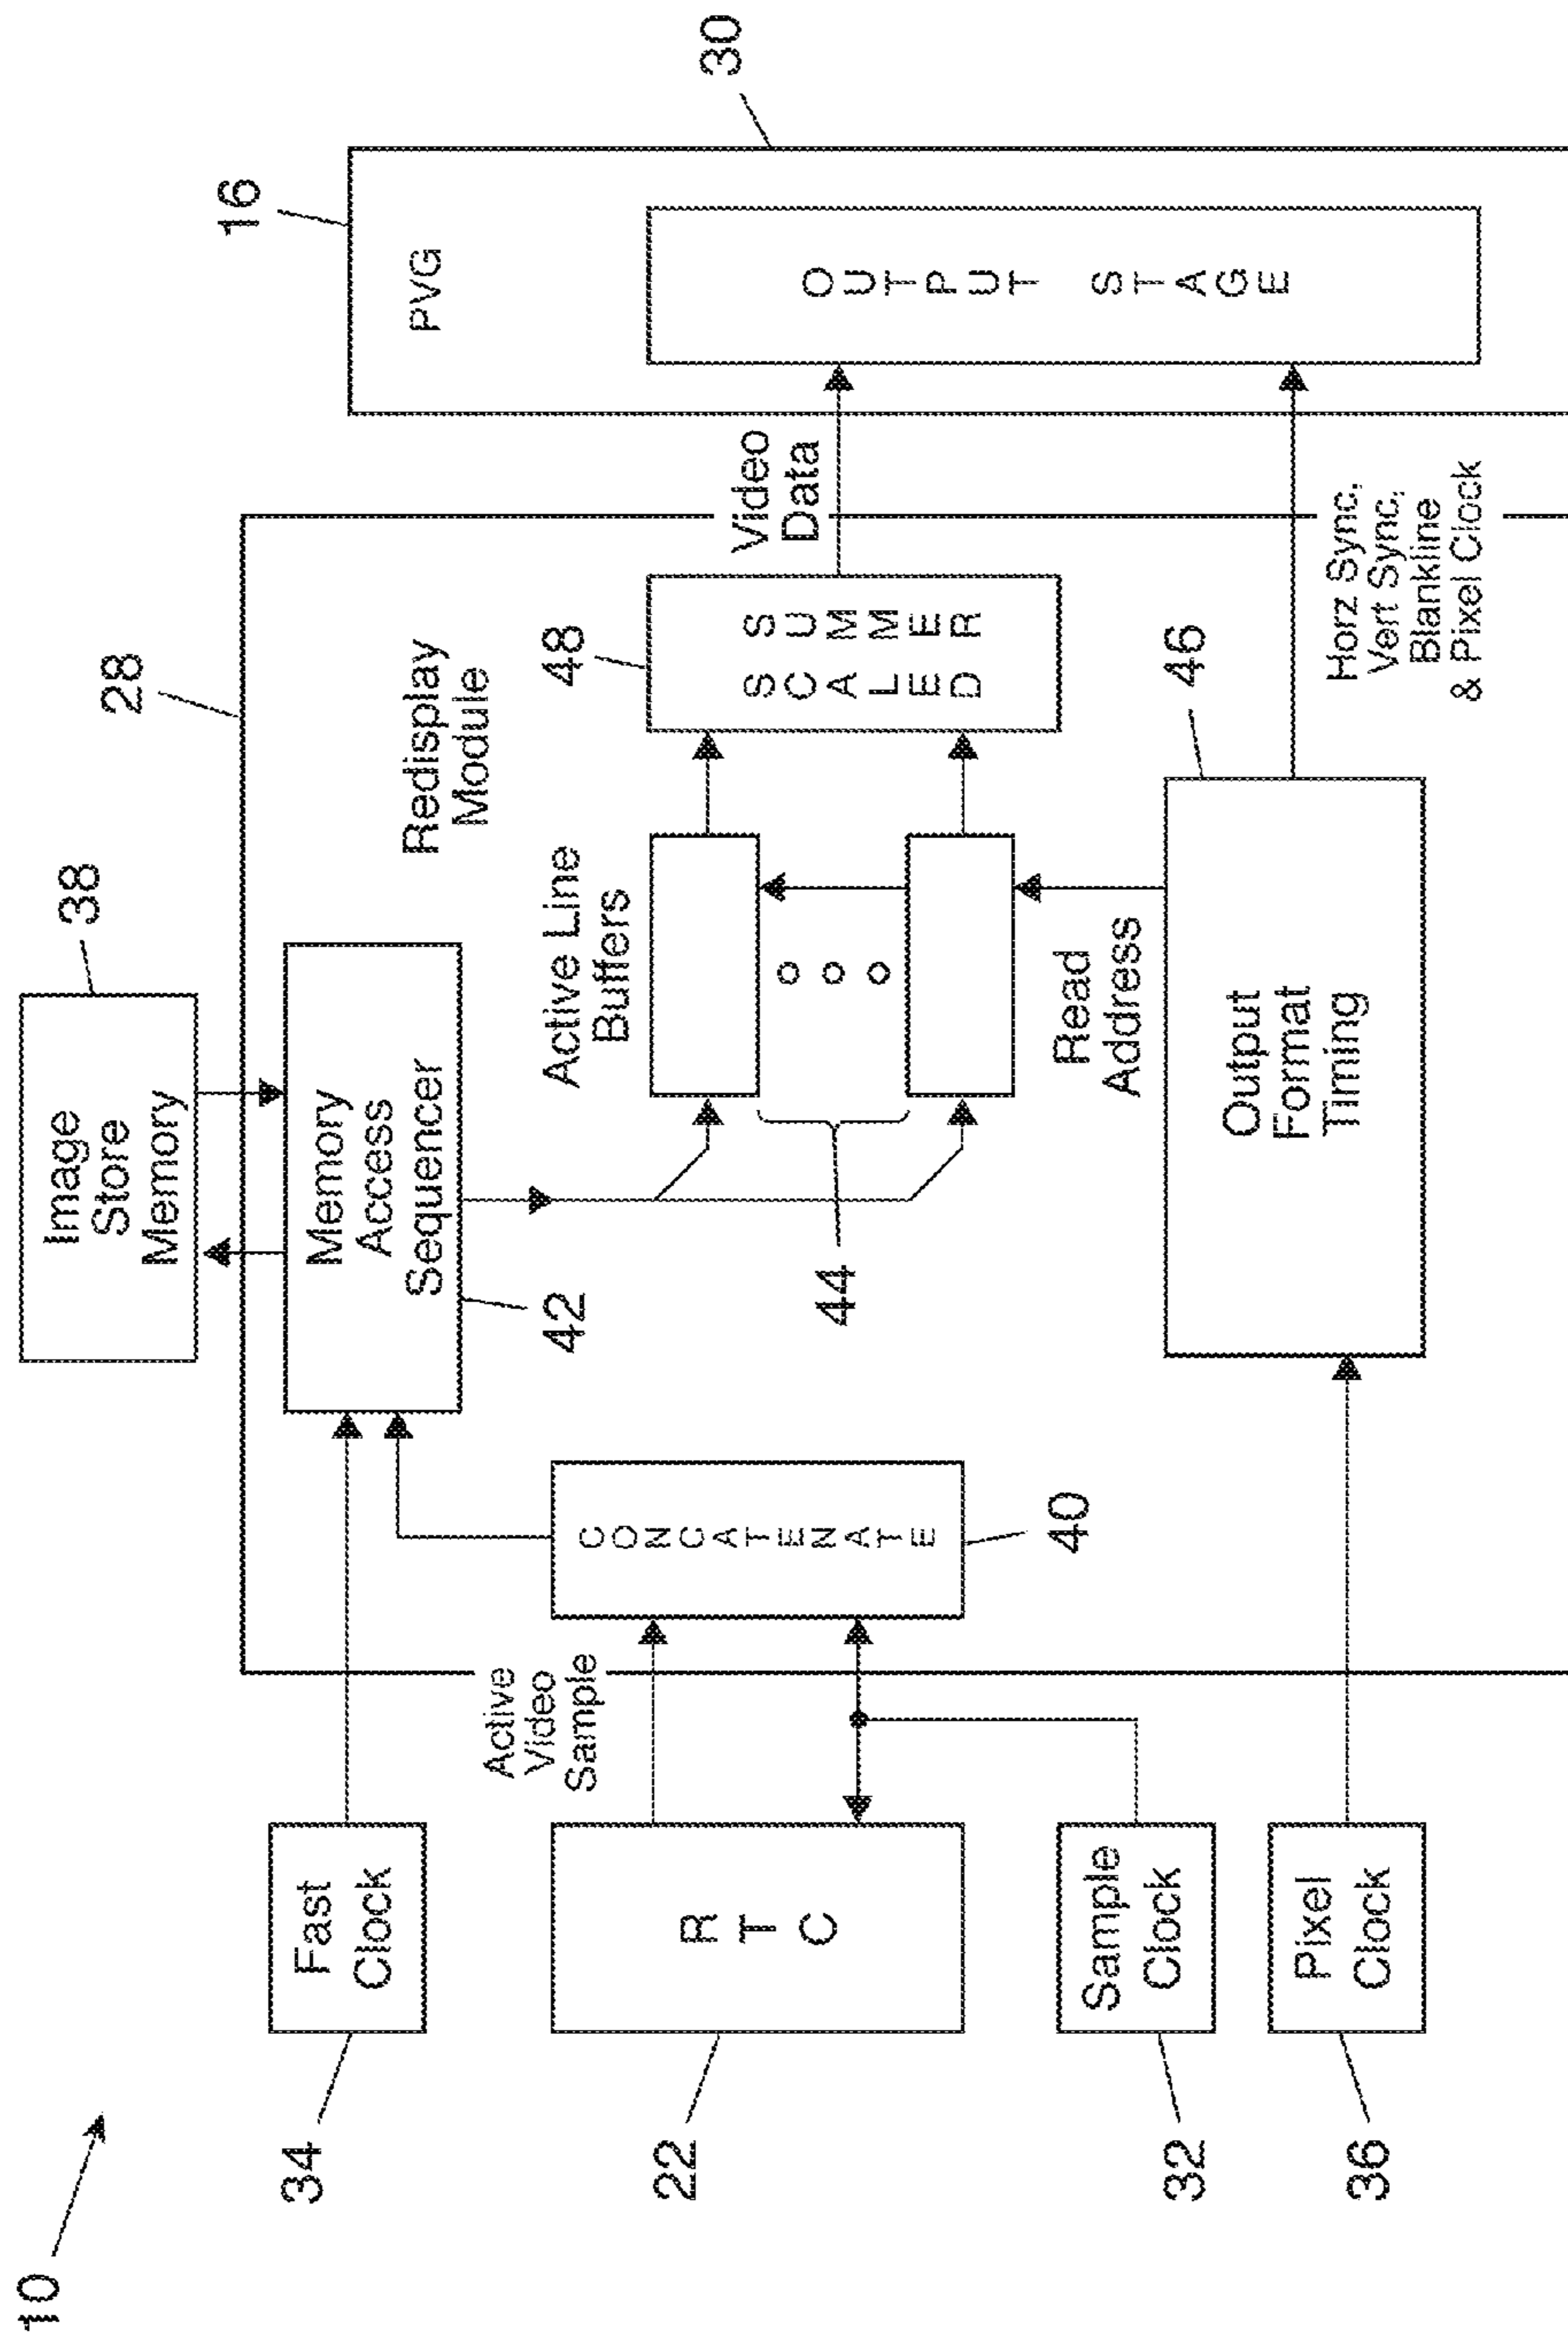 10
38
Image
Store
Memory
28
16
30
34
Fast
Clock
Memory
Access
Sequencer
42
Redisplay
Module
PVG
22
RTC
Active
Video
Sample
CONCATENATE
40
Active Line
Buffers
44
48
SCALED
SUMMER
Video
Data
OUTPUT STAGE
32
Sample
Clock
Read
Address
36
Pixel
Clock
Output
Format
Timing
46
Horz Sync,
Vert Sync,
Blankline
& Pixel Clock